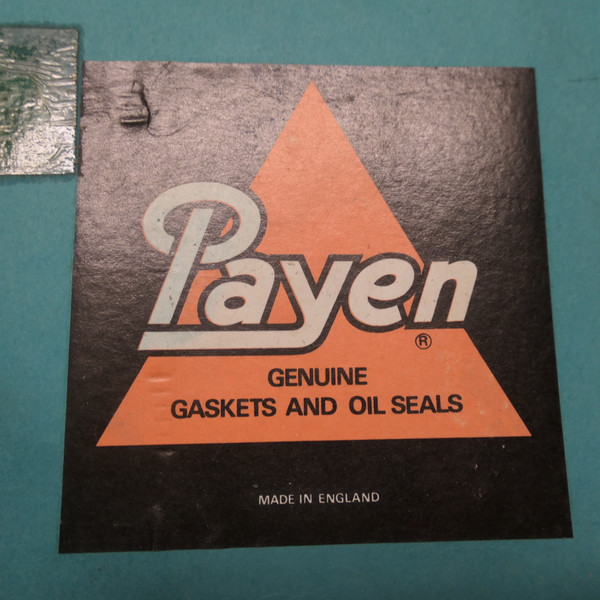 Payen
®
GENUINE
GASKETS AND OIL SEALS
MADE IN ENGLAND